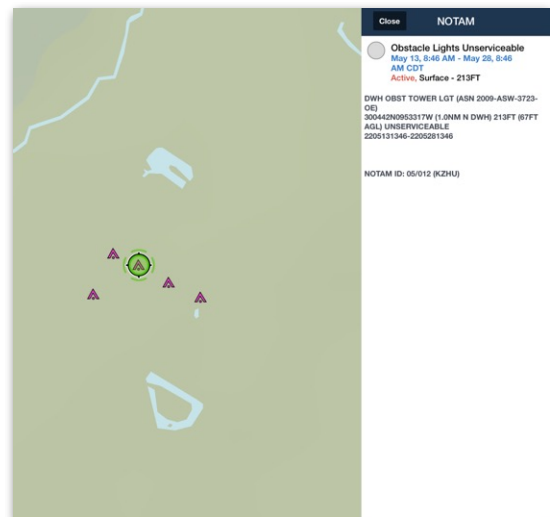 Close NOTAM
Obstacle Lights Unserviceable
May 13, 8:46 AM - May 28, 8:46
AM CDT
Active, Surface - 213FT
DWH OBST TOWER LGT (ASN 2009-ASW-3723-
OE)
300442N0953317W (1.0NM N DWH) 213FT (67FT
AGL) UNSERVICEABLE
2205131346-2205281346
NOTAM ID: 05/012 (KZHU)